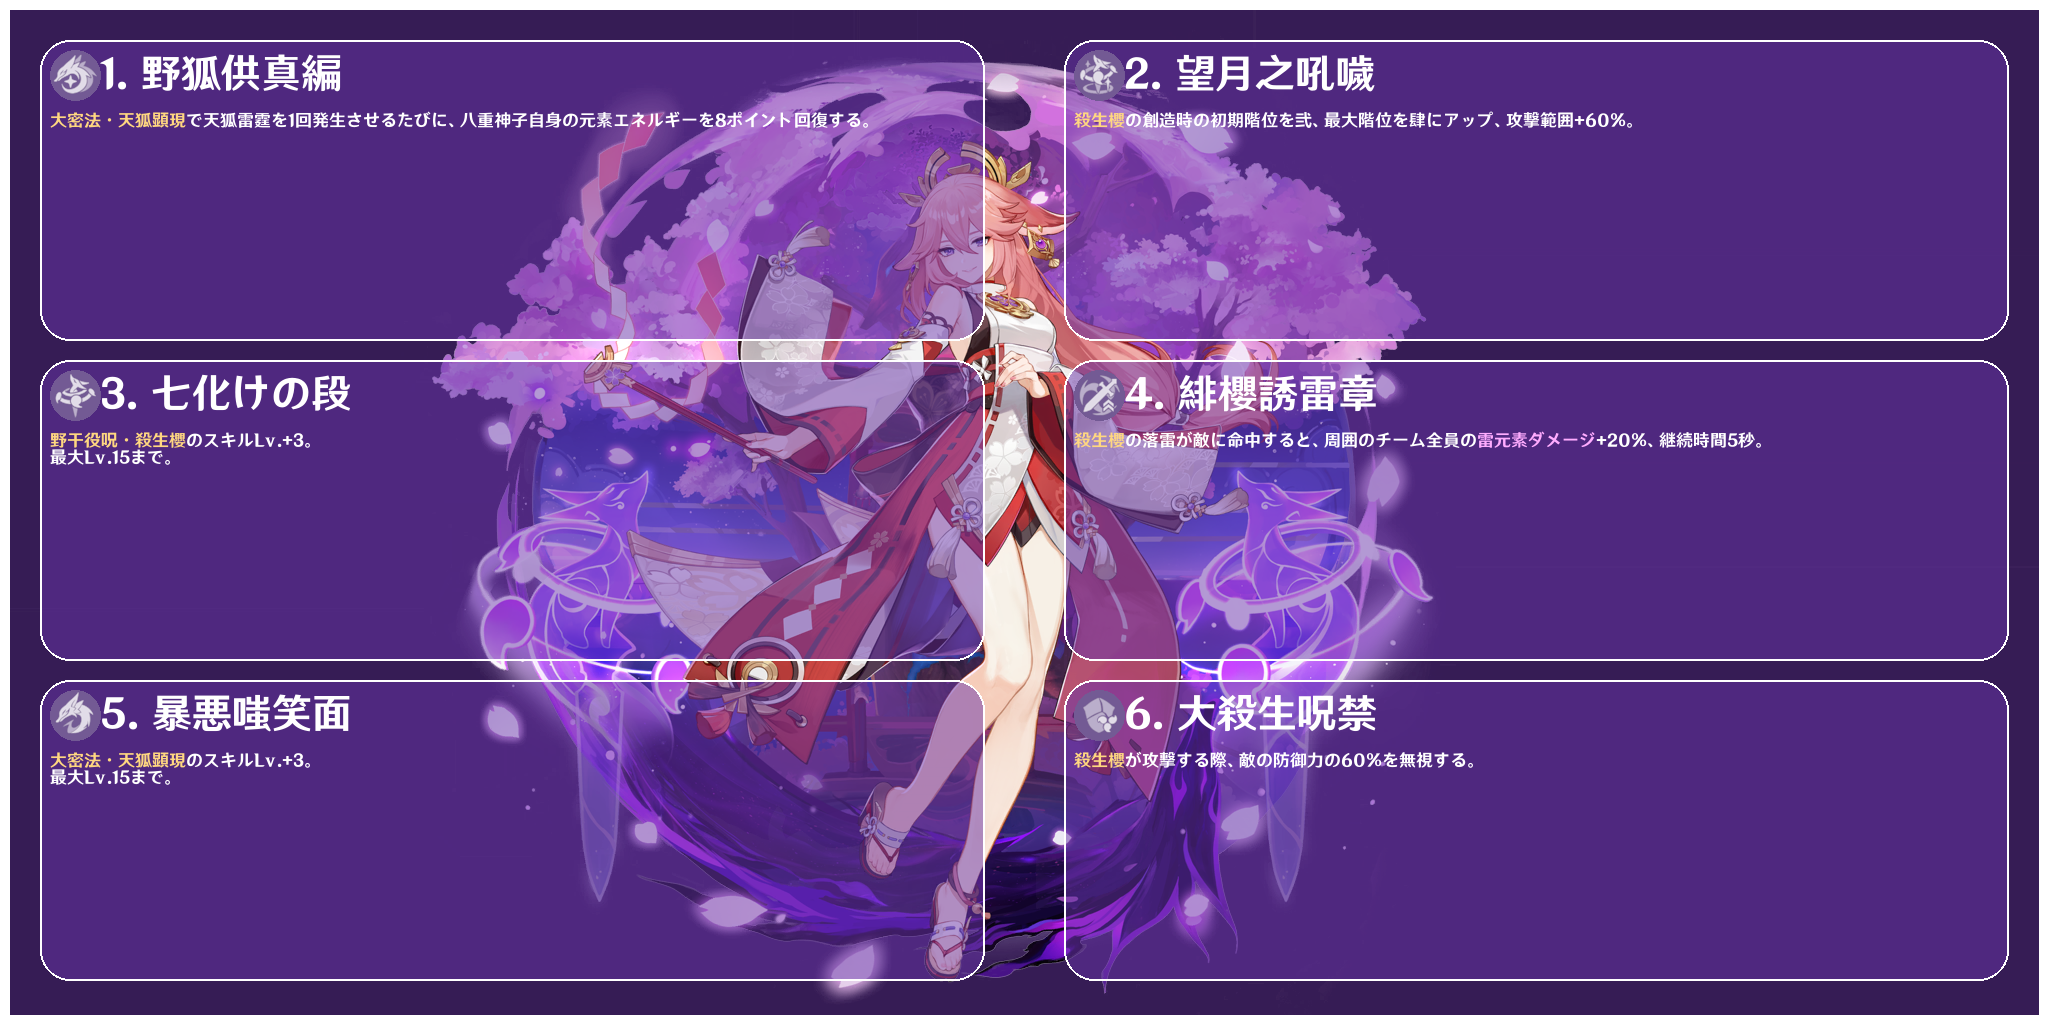 1. 野狐供真編
大密法・天狐顕現で天狐雷霆を1回発生させるたびに、八重神子自身の元素エネルギーを8ポイント回復する。
2. 望月之吼噦
殺生櫻の創造時の初期階位を弐、最大階位を肆にアップ、攻撃範囲+60%。
3. 七化けの段
野干役呪・殺生櫻のスキルLv.+3。
最大Lv.15まで。
4. 緋櫻誘雷章
殺生櫻の落雷が敵に命中すると、周囲のチーム全員の雷元素ダメージ+20%、継続時間5秒。
5. 暴悪嗤笑面
大密法・天狐顕現のスキルLv.+3。
最大Lv.15まで。
6. 大殺生呪禁
殺生櫻が攻撃する際、敵の防御力の60%を無視する。